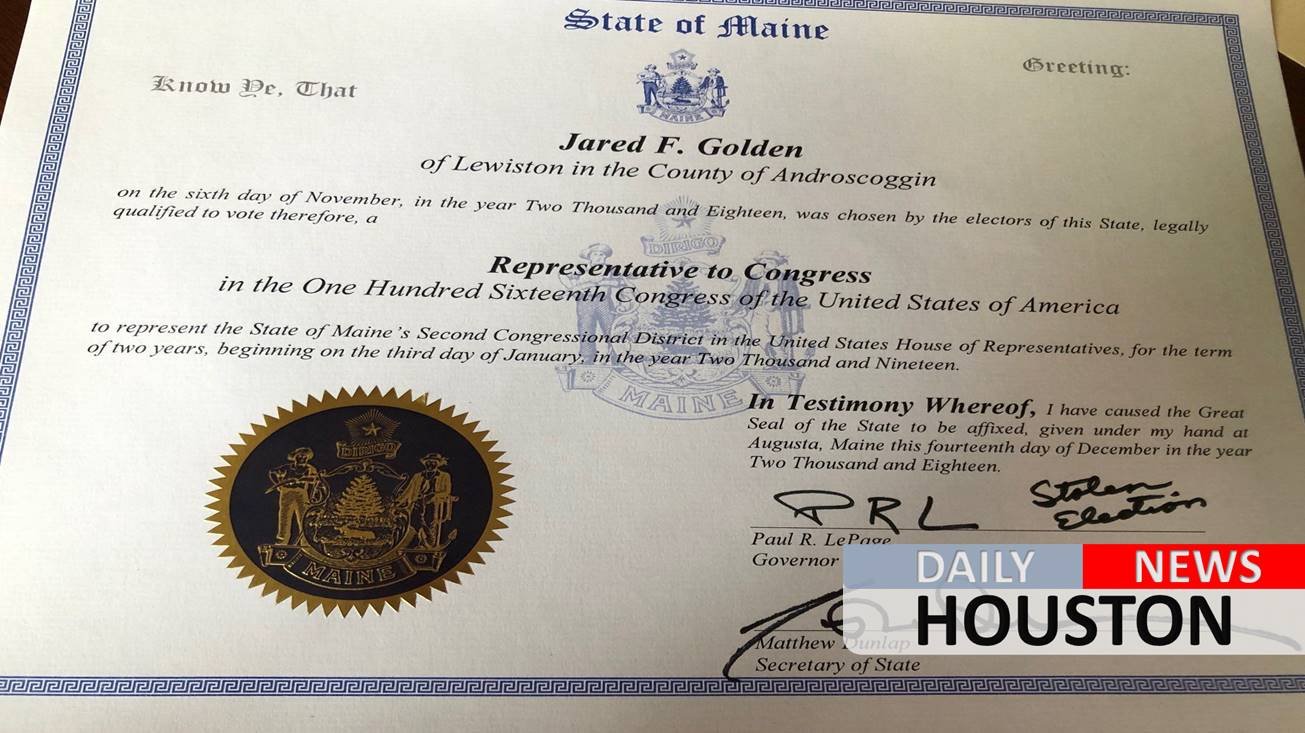 State of Maine
Know Ye, That
Greeting:
MAINE
Jared F. Golden
of Lewiston in the County of Androscoggin
on the sixth day of November, in the year Two Thousand and Eighteen, was chosen by the electors of this State, legally
qualified to vote therefore, a
DIRIGO
Representative to Congress
in the One Hundred Sixteenth Congress of the United States of America
to represent the State of Maine's Second Congressional District in the United States House of Representatives, for the term
of two years, beginning on the third day of January, in the year Two Thousand and Nineteen.
MAINE
In Testimony Whereof, I have caused the Great
Seal of the State to be affixed, given under my hand at
Augusta, Maine this fourteenth day of December in the year
Two Thousand and Eighteen.
DIRIGO
MAINE
PRL Stolen
Election
Paul R. LePage
Governor
DAILY NEWS
HOUSTON
Matthew Dunlap
Secretary of State